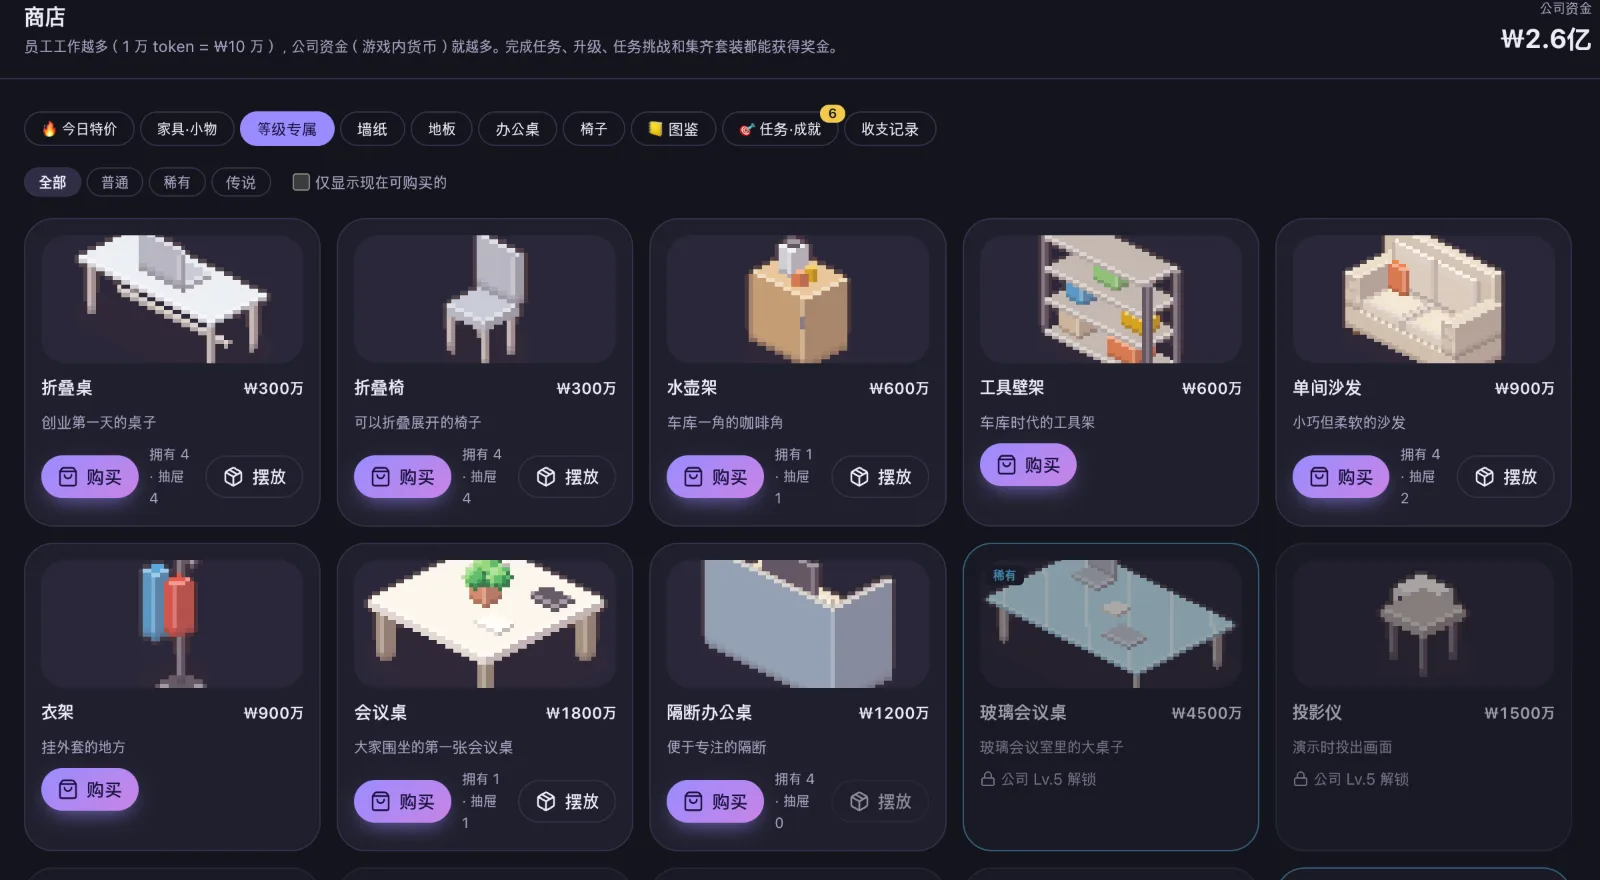 商店
公司资金
员工工作越多 ( 1 万 token = ₩10 万 ) , 公司资金 ( 游戏内货币 ) 就越多。完成任务、升级、任务挑战和集齐套装都能获得奖金。
₩2.6亿
🔥 今日特价
家具·小物
等级专属
墙纸
地板
办公桌
椅子
📒 图鉴
🎯 任务·成就
6
收支记录
全部
普通
稀有
传说
仅显示现在可购买的
折叠桌
₩300万
创业第一天的桌子
购买
拥有 4
· 抽屉
4
摆放
折叠椅
₩300万
可以折叠展开的椅子
购买
拥有 4
· 抽屉
4
摆放
水壶架
₩600万
车库一角的咖啡角
购买
拥有 1
· 抽屉
1
摆放
工具壁架
₩600万
车库时代的工具架
购买
单间沙发
₩900万
小巧但柔软的沙发
购买
拥有 4
· 抽屉
2
摆放
衣架
₩900万
挂外套的地方
购买
会议桌
₩1800万
大家围坐的第一张会议桌
购买
拥有 1
· 抽屉
1
摆放
隔断办公桌
₩1200万
便于专注的隔断
购买
拥有 4
· 抽屉
0
摆放
稀有
玻璃会议桌
₩4500万
玻璃会议室里的大桌子
公司 Lv.5 解锁
投影仪
₩1500万
演示时投出画面
公司 Lv.5 解锁